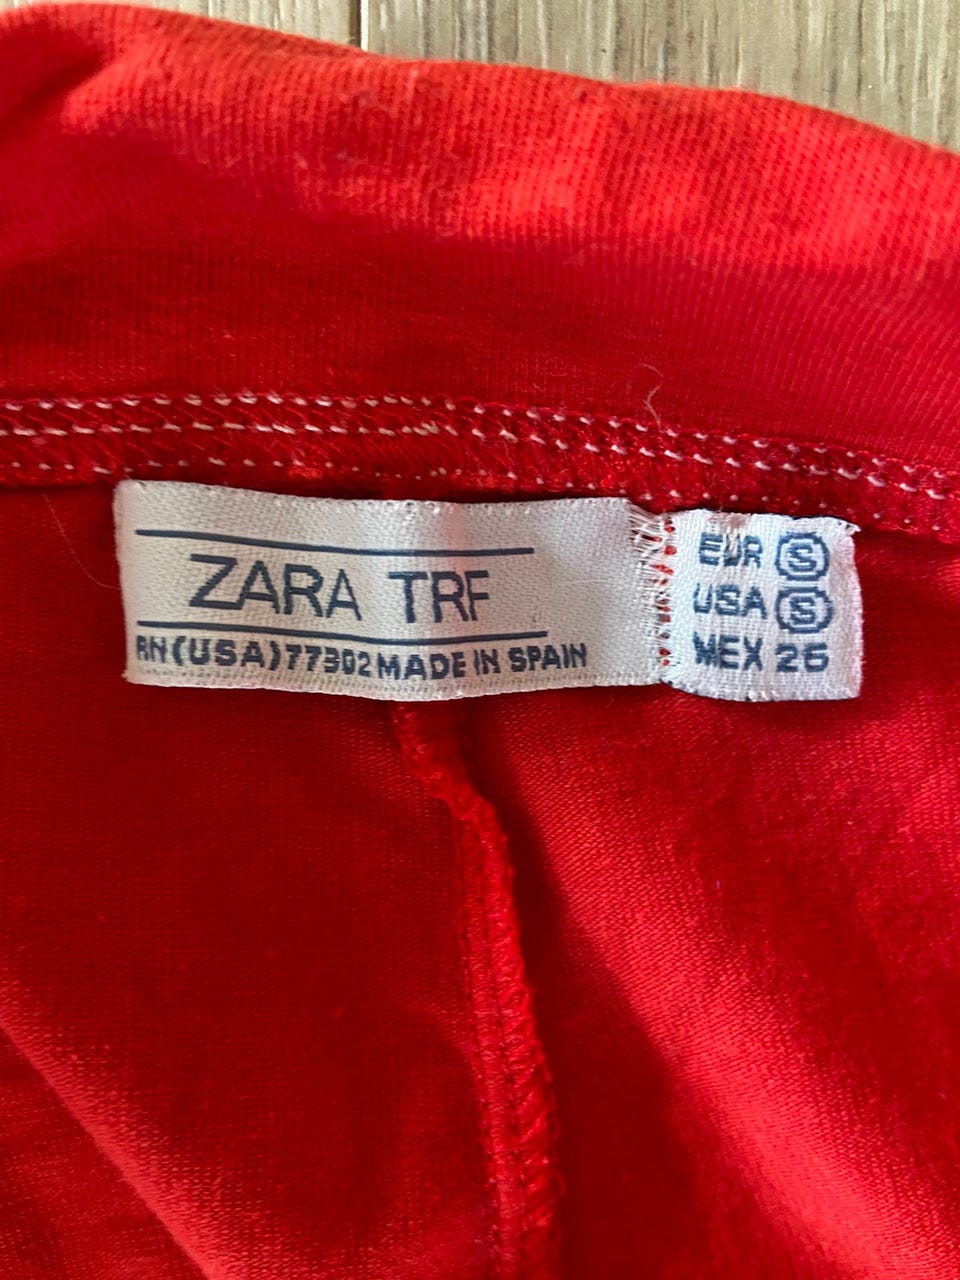 ZARA TRF
RN(USA)77302 MADE IN SPAIN
EUR S
USA S
MEX 26